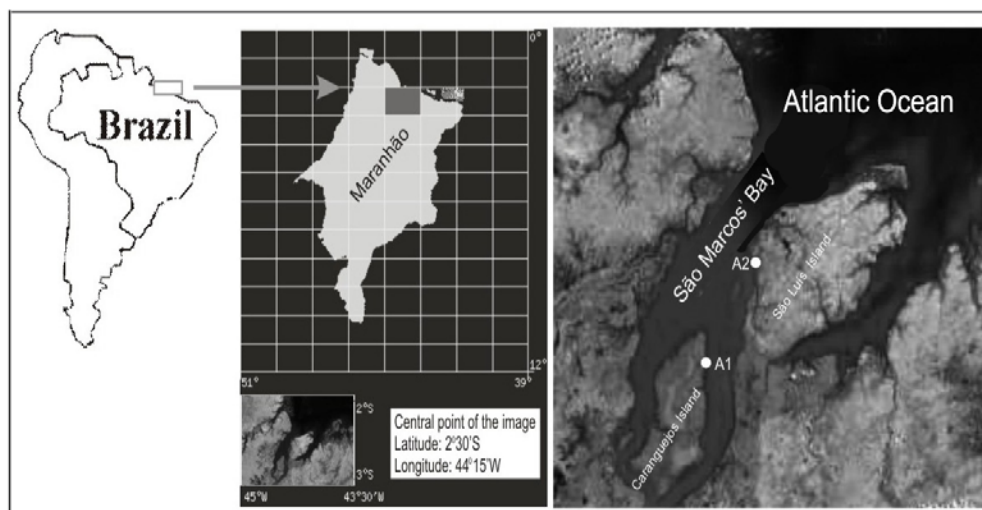 Brazil
0°
Maranhão
51°
12°
39°
2°S
3°S
45°W
43°30'W
Central point of the image
Latitude: 2°30'S
Longitude: 44°15'W
Atlantic Ocean
São Marcos' Bay
São Luís Island
A2
A1
Caranguejos Island